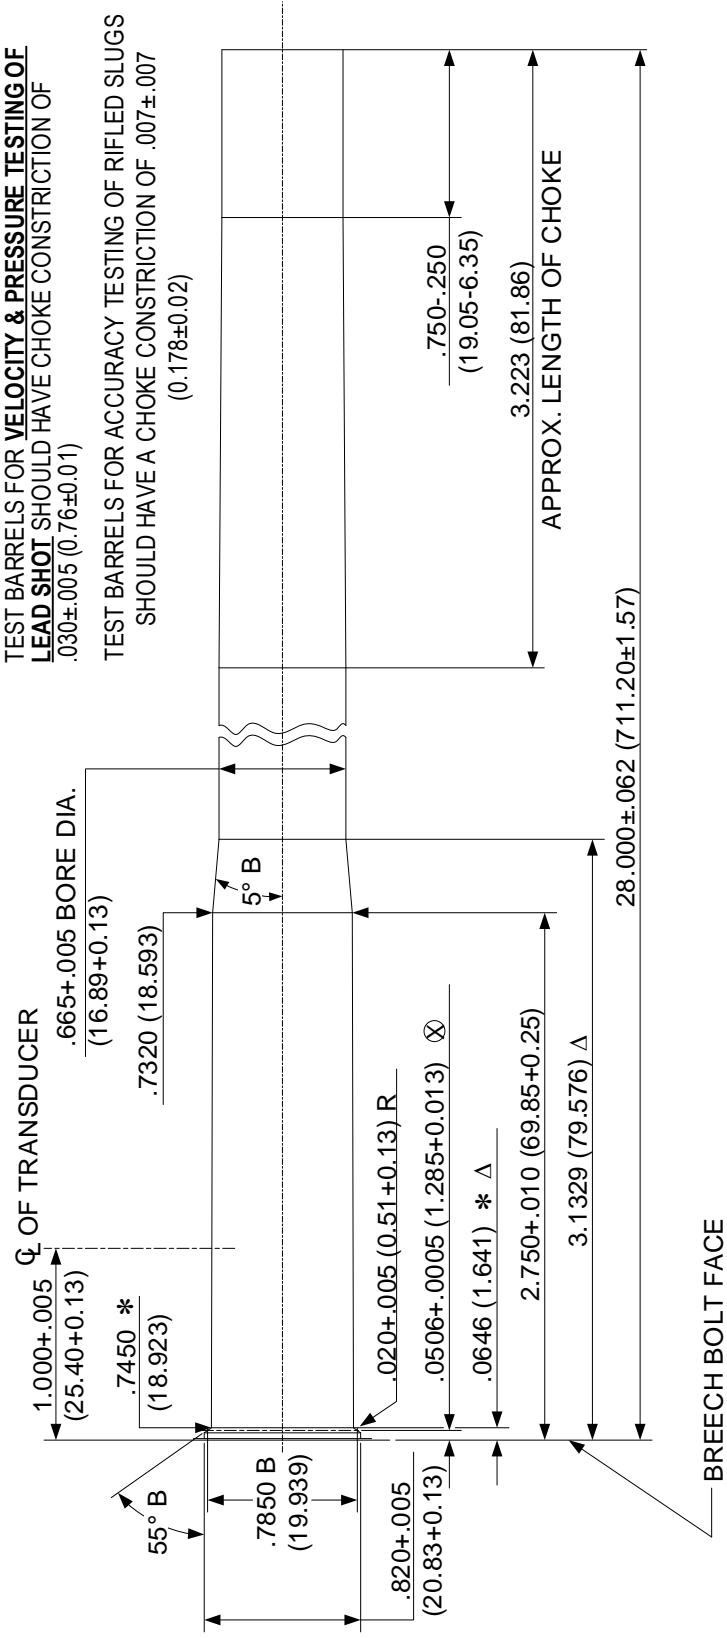 TEST BARRELS FOR VELOCITY & PRESSURE TESTING OF
LEAD SHOT SHOULD HAVE CHOKE CONSTRICTION OF
.030±.005 (0.76±0.01)
TEST BARRELS FOR ACCURACY TESTING OF RIFLED SLUGS
SHOULD HAVE A CHOKE CONSTRICTION OF .007±.007
(0.178±0.02)
℄ OF TRANSDUCER
1.000+.005
(25.40+0.13)
.665+.005 BORE DIA.
(16.89+0.13)
.7450 *
(18.923)
.7320 (18.593)
55° B
5° B
.7850 B
(19.939)
.820+.005
(20.83+0.13)
.020+.005 (0.51+0.13) R
.0506+.0005 (1.285+0.013) ⓧ
.0646 (1.641) * Δ
2.750+.010 (69.85+0.25)
3.1329 (79.576) Δ
.750-.250
(19.05-6.35)
3.223 (81.86)
APPROX. LENGTH OF CHOKE
28.000±.062 (711.20±1.57)
BREECH BOLT FACE